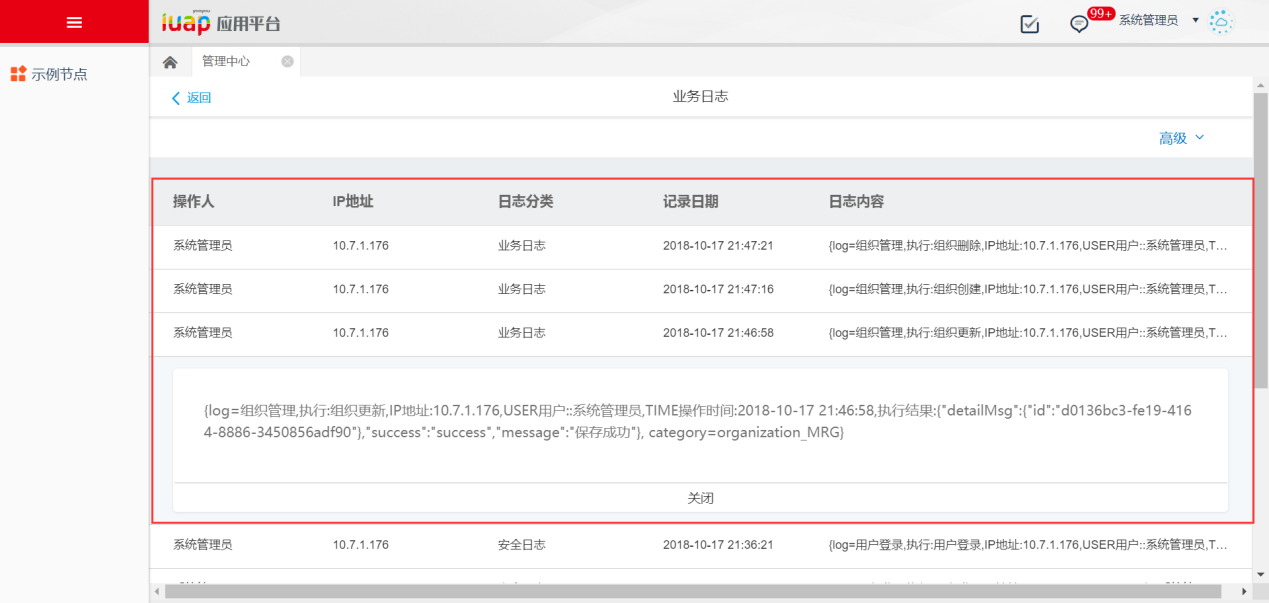 iuap 应用平台
99+
系统管理员
示例节点
管理中心
返回
业务日志
高级
操作人 IP地址 日志分类 记录日期 日志内容
系统管理员 10.7.1.176 业务日志 2018-10-17 21:47:21 {log=组织管理,执行:组织删除,IP地址:10.7.1.176,USER用户::系统管理员,T...
系统管理员 10.7.1.176 业务日志 2018-10-17 21:47:16 {log=组织管理,执行:组织创建,IP地址:10.7.1.176,USER用户::系统管理员,T...
系统管理员 10.7.1.176 业务日志 2018-10-17 21:46:58 {log=组织管理,执行:组织更新,IP地址:10.7.1.176,USER用户::系统管理员,T...
{log=组织管理,执行:组织更新,IP地址:10.7.1.176,USER用户::系统管理员,TIME操作时间:2018-10-17 21:46:58,执行结果:{"detailMsg":{"id":"d0136bc3-fe19-416
4-8886-3450856adf90"},"success":"success","message":"保存成功"}, category=organization_MRG}
关闭
系统管理员 10.7.1.176 安全日志 2018-10-17 21:36:21 {log=用户登录,执行:用户登录,IP地址:10.7.1.176,USER用户::系统管理员,T...